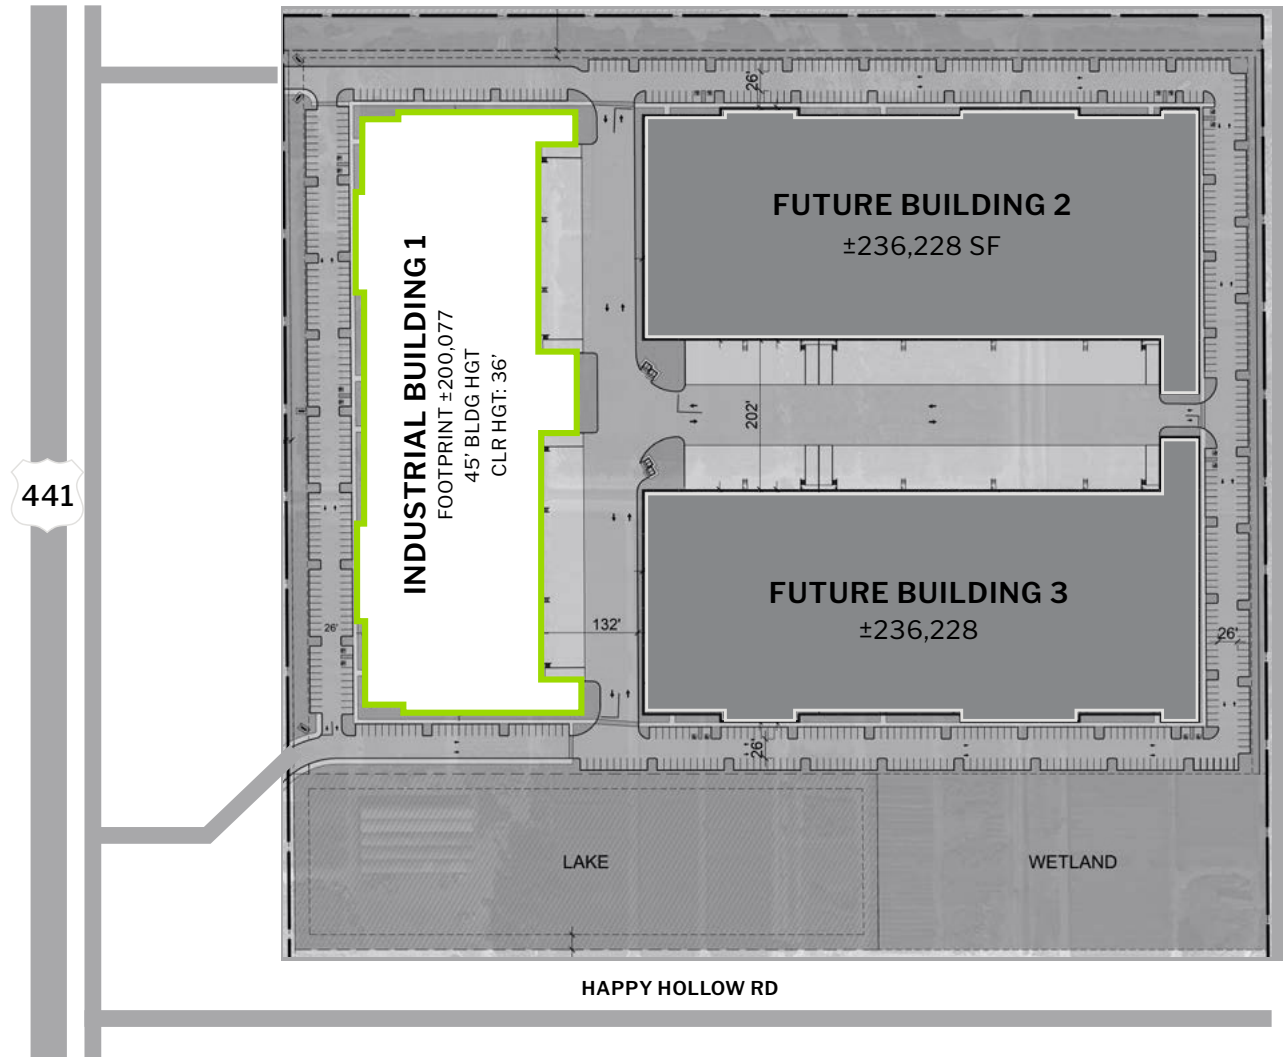 26'
FUTURE BUILDING 2
±236,228 SF
INDUSTRIAL BUILDING 1
FOOTPRINT ±200,077
45' BLDG HGT
CLR HGT: 36'
202'
441
FUTURE BUILDING 3
±236,228
26'
132'
26'
26'
LAKE
WETLAND
HAPPY HOLLOW RD